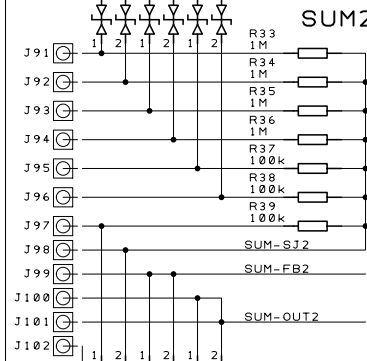 SUM2
1 2 1 2 1 2
R33
1M
J91
R34
1M
J92
R35
1M
J93
R36
1M
J94
R37
100k
J95
R38
100k
J96
R39
100k
J97
J98 SUM-SJ2
J99 SUM-FB2
J100
J101 SUM-OUT2
J102
1 2 1 2 1 2